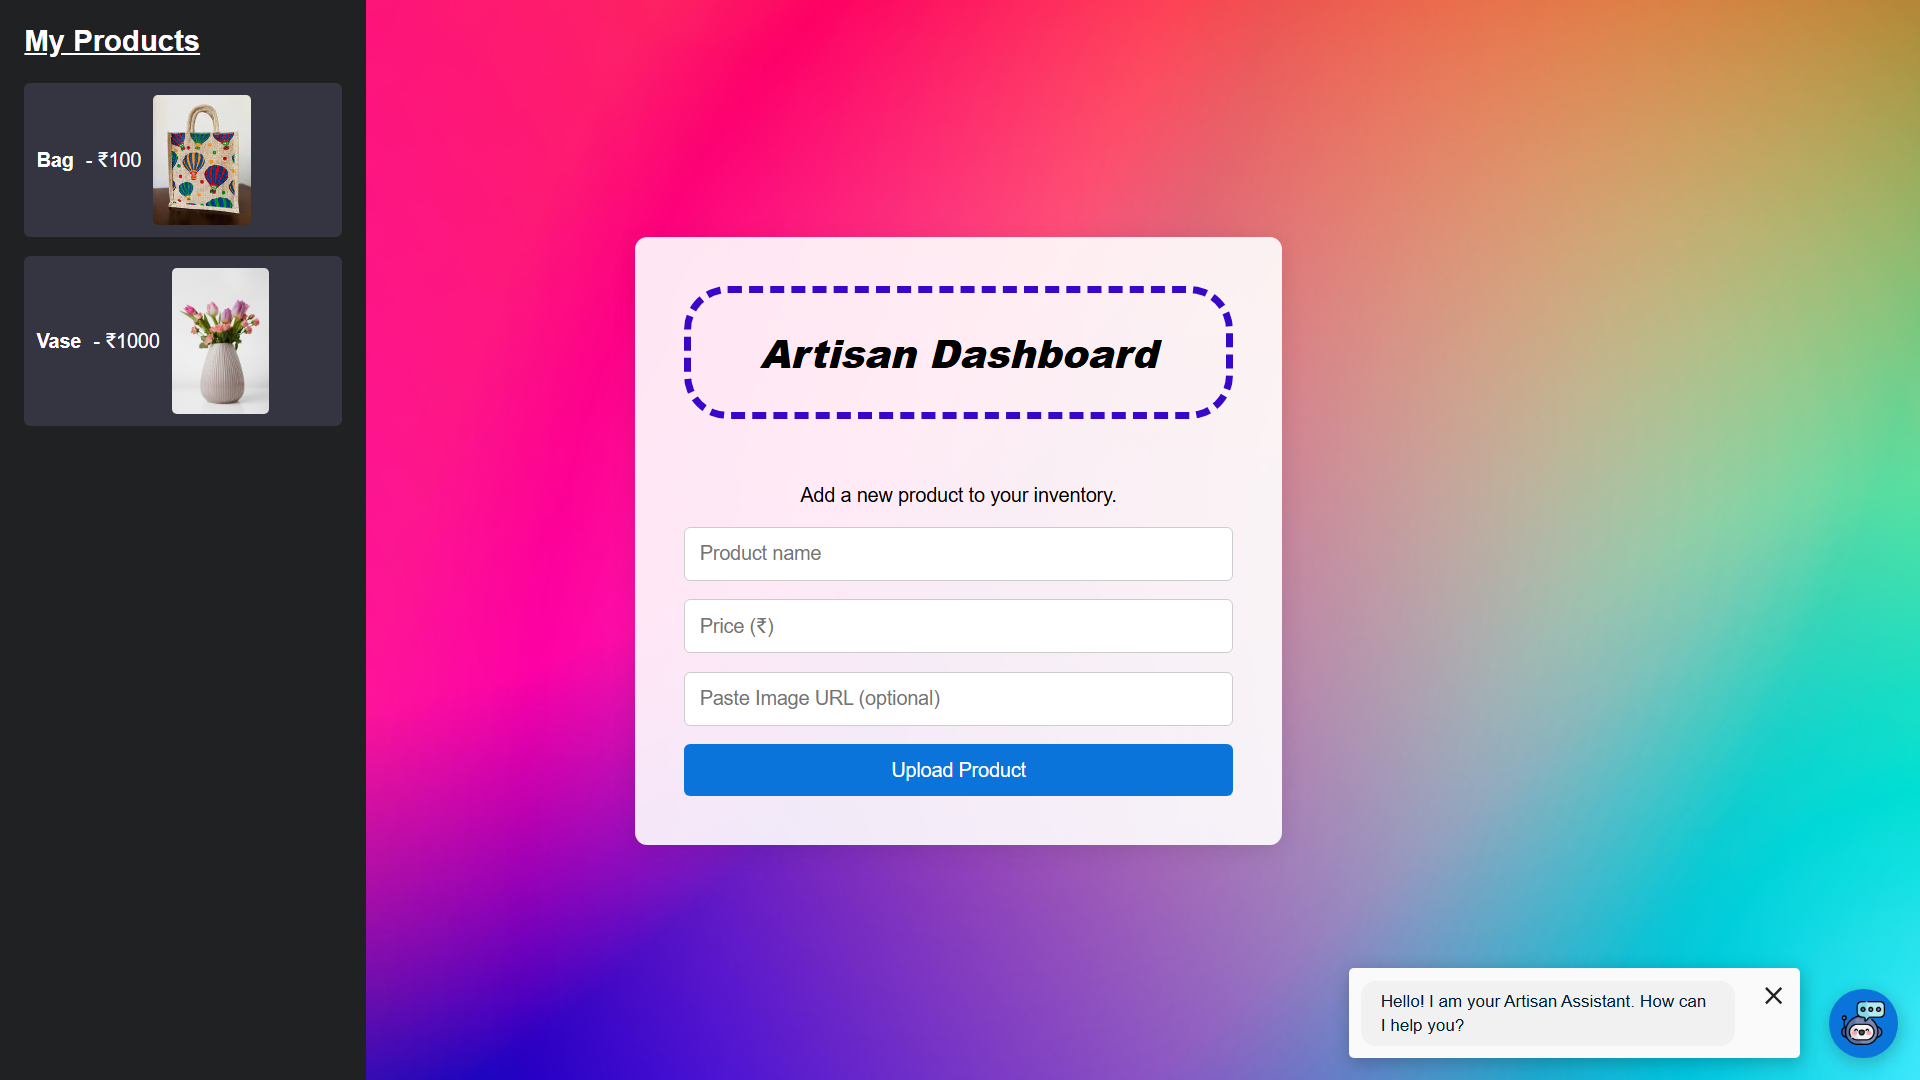 My Products
Bag - ₹100
Vase - ₹1000
Artisan Dashboard
Add a new product to your inventory.
Product name
Price (₹)
Paste Image URL (optional)
Upload Product
Hello! I am your Artisan Assistant. How can
I help you?